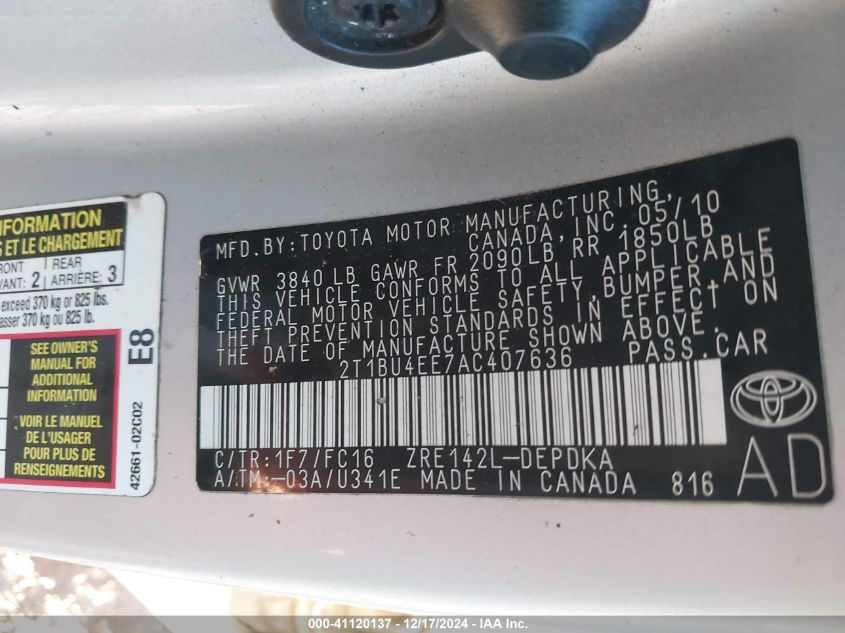 INFORMATION
S ET LE CHARGEMENT
FRONT
VANT: 2
REAR
ARRIÈRE: 3
exceed 370 kg or 825 lbs.
asser 370 kg ou 825 lb.
SEE OWNER'S
MANUAL FOR
ADDITIONAL
INFORMATION
VOIR LE MANUEL
DE L'USAGER
POUR PLUS DE
RENSEIGNEMENTS
E8
42661-02C02
MFD.BY:TOYOTA MOTOR MANUFACTURING,
CANADA,INC. 05/10
GVWR 3840 LB GAWR FR 2090LB RR 1850LB
THIS VEHICLE CONFORMS TO ALL APPLICABLE
FEDERAL MOTOR VEHICLE SAFETY,BUMPER,AND
THEFT PREVENTION STANDARDS IN EFFECT ON
THE DATE OF MANUFACTURE SHOWN ABOVE.
2T1BU4EE7AC407636 PASS.CAR
C/TR:1F7/FC16 ZRE142L-DEPDKA
A/TM:-03A/U341E MADE IN CANADA 816
AD
000-41120137 - 12/17/2024 - IAA Inc.